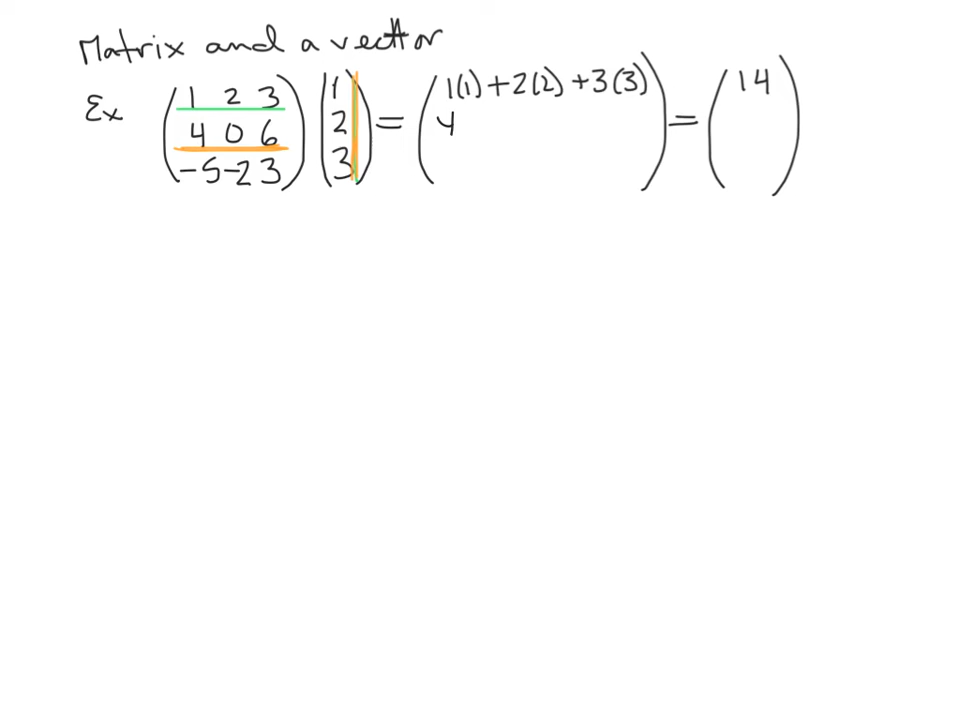 Matrix and a vector
Ex (1 2 3) (1) = (1(1) + 2(2) + 3(3)) = (14)
(4 0 6) (2) (4
(-5 -2 3) (3)